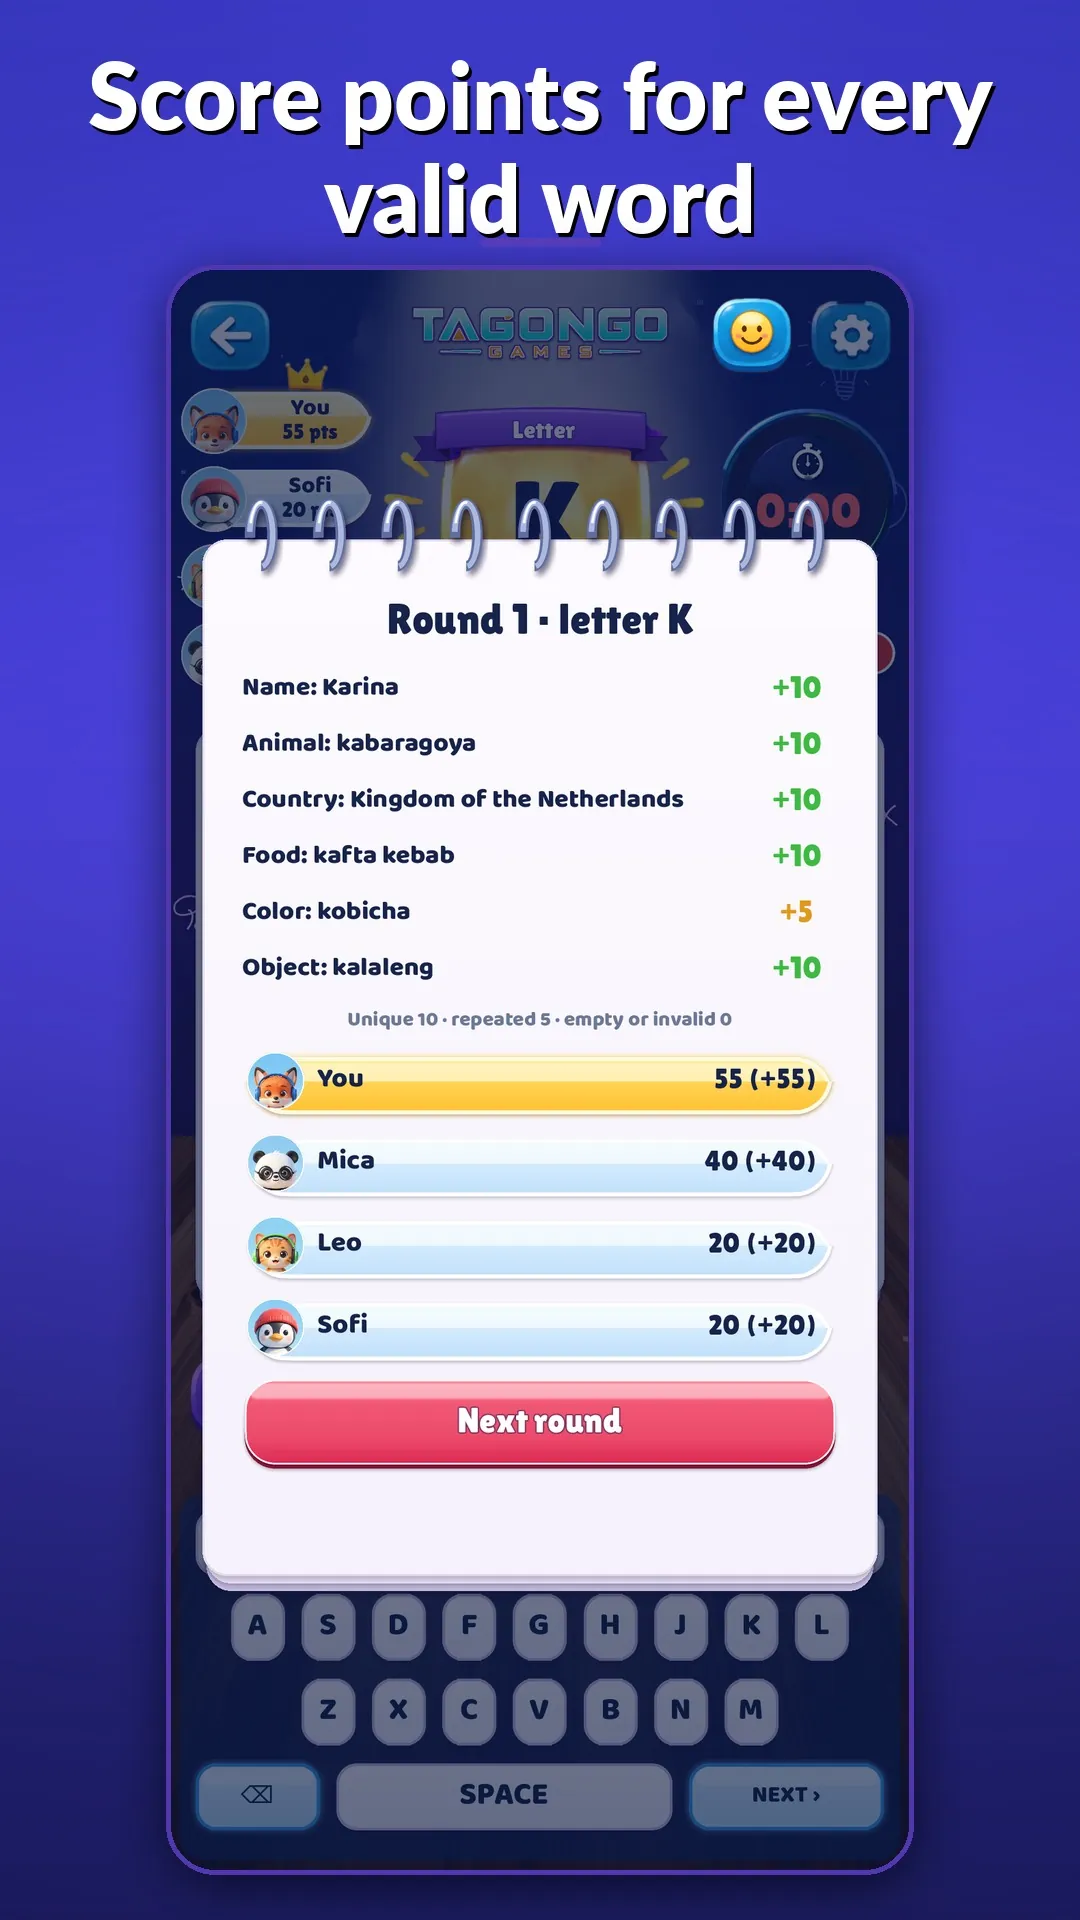 Score points for every
valid word
TAGONGO
GAMES
You
55 pts
Letter
Sofi
20
K
0:00
Round 1 · letter K
Name: Karina +10
Animal: kabaragoya +10
Country: Kingdom of the Netherlands +10
Food: kafta kebab +10
Color: kobicha +5
Object: kalaleng +10
Unique 10 · repeated 5 · empty or invalid 0
You 55 (+55)
Mica 40 (+40)
Leo 20 (+20)
Sofi 20 (+20)
Next round
A S D F G H J K L
Z X C V B N M
⌫ SPACE NEXT ›